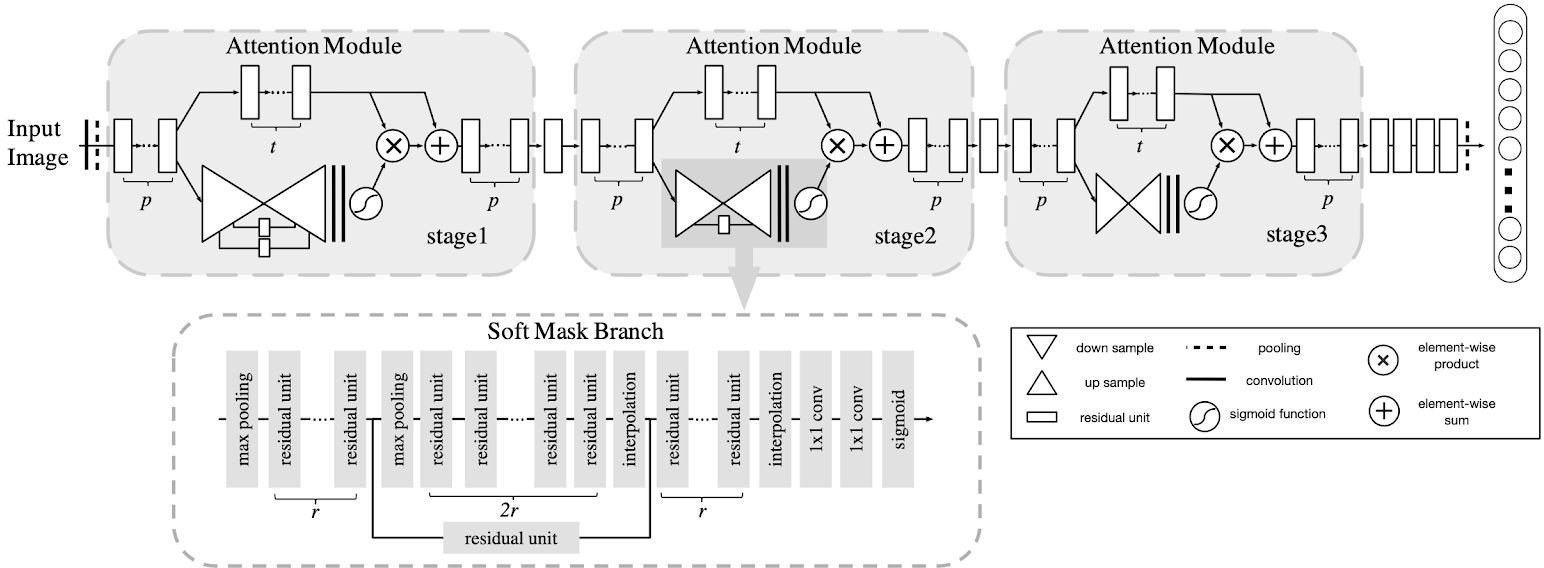 Attention Module
Attention Module
Attention Module
Input
Image
t
t
t
p
p
p
p
p
p
stage1
stage2
stage3
Soft Mask Branch
max pooling
residual unit
residual unit
max pooling
residual unit
residual unit
residual unit
residual unit
interpolation
residual unit
residual unit
interpolation
1x1 conv
1x1 conv
sigmoid
r
2r
r
residual unit
down sample
pooling
element-wise
product
up sample
convolution
residual unit
sigmoid function
element-wise
sum